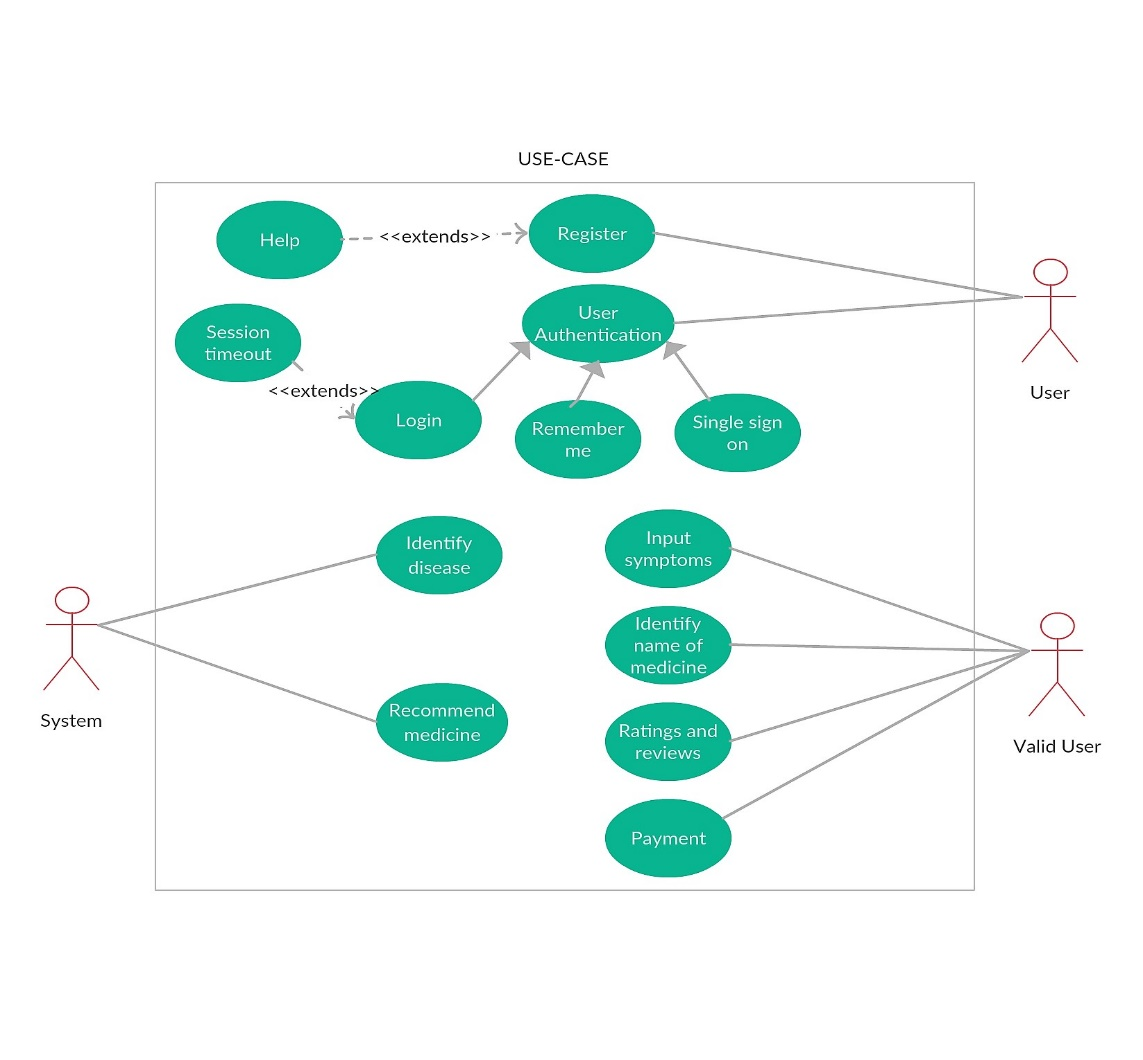 USE-CASE
Help
<<extends>>
Register
User
Authentication
Session
timeout
<<extends>>
Login
Remember
me
Single sign
on
User
Identify
disease
Recommend
medicine
System
Input
symptoms
Identify
name of
medicine
Ratings and
reviews
Payment
Valid User